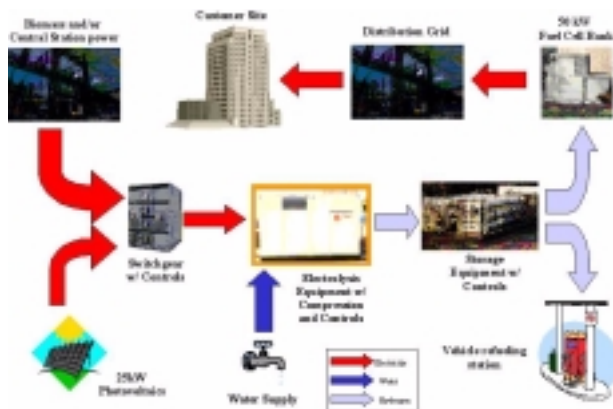 Biomass and/or
Central Station power
Customer Site
Distribution Grid
50 kW
Fuel Cell Bank
Switchgear
w/ Controls
Electrolysis
Equipment w/
Compression
and Controls
Storage
Equipment w/
Controls
25kW
Photovoltaics
Water Supply
Electricity
Water
Hydrogen
Vehicle refueling
station